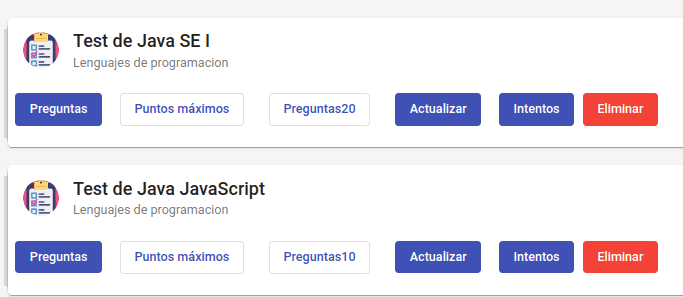 Test de Java SE I
Lenguajes de programacion
Preguntas Puntos máximos Preguntas20 Actualizar Intentos Eliminar
Test de Java JavaScript
Lenguajes de programacion
Preguntas Puntos máximos Preguntas10 Actualizar Intentos Eliminar